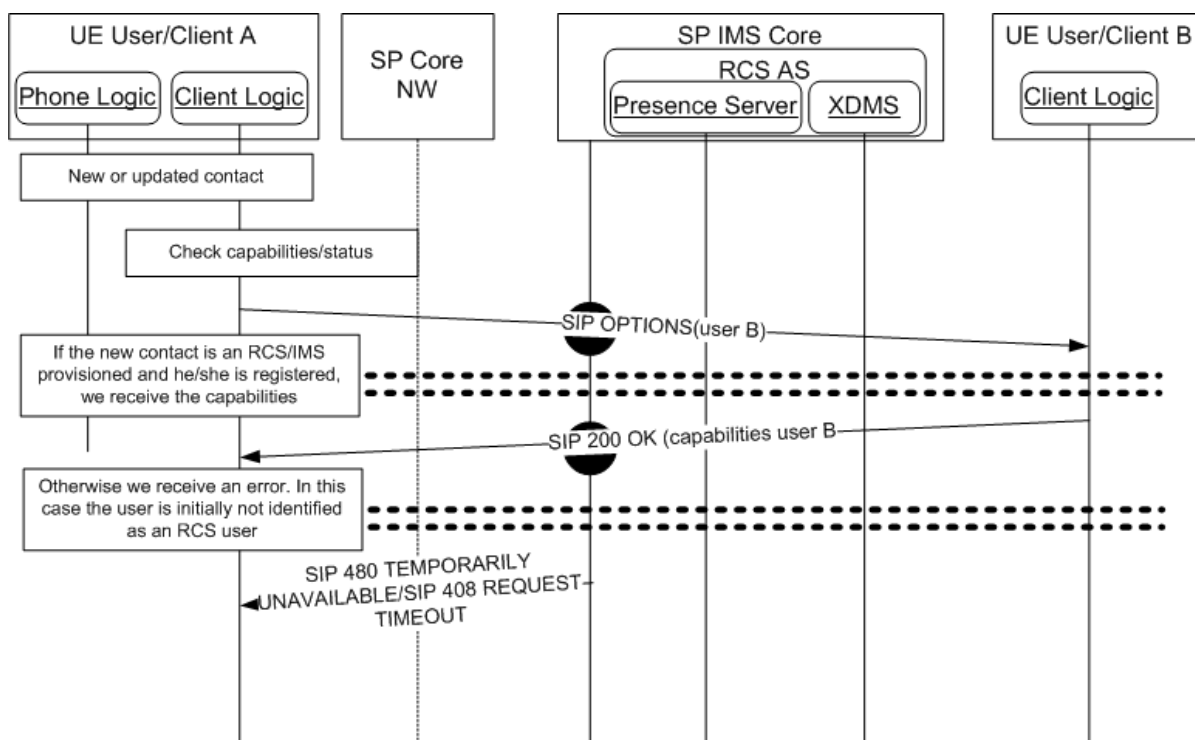 UE User/Client A
Phone Logic
Client Logic
SP Core
NW
SP IMS Core
RCS AS
Presence Server
XDMS
UE User/Client B
Client Logic
New or updated contact
Check capabilities/status
SIP OPTIONS(user B)
If the new contact is an RCS/IMS
provisioned and he/she is registered,
we receive the capabilities
SIP 200 OK (capabilities user B
Otherwise we receive an error. In this
case the user is initially not identified
as an RCS user
SIP 480 TEMPORARILY
UNAVAILABLE/SIP 408 REQUEST
TIMEOUT